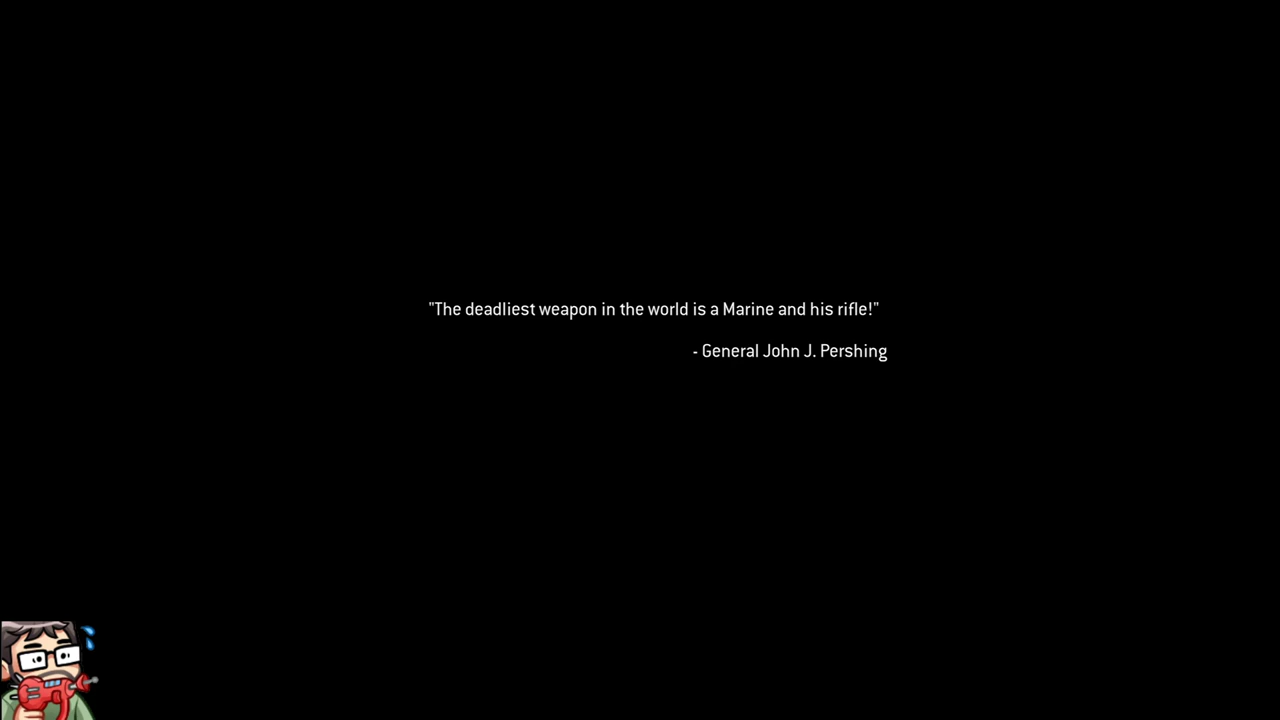 "The deadliest weapon in the world is a Marine and his rifle!"
- General John J. Pershing